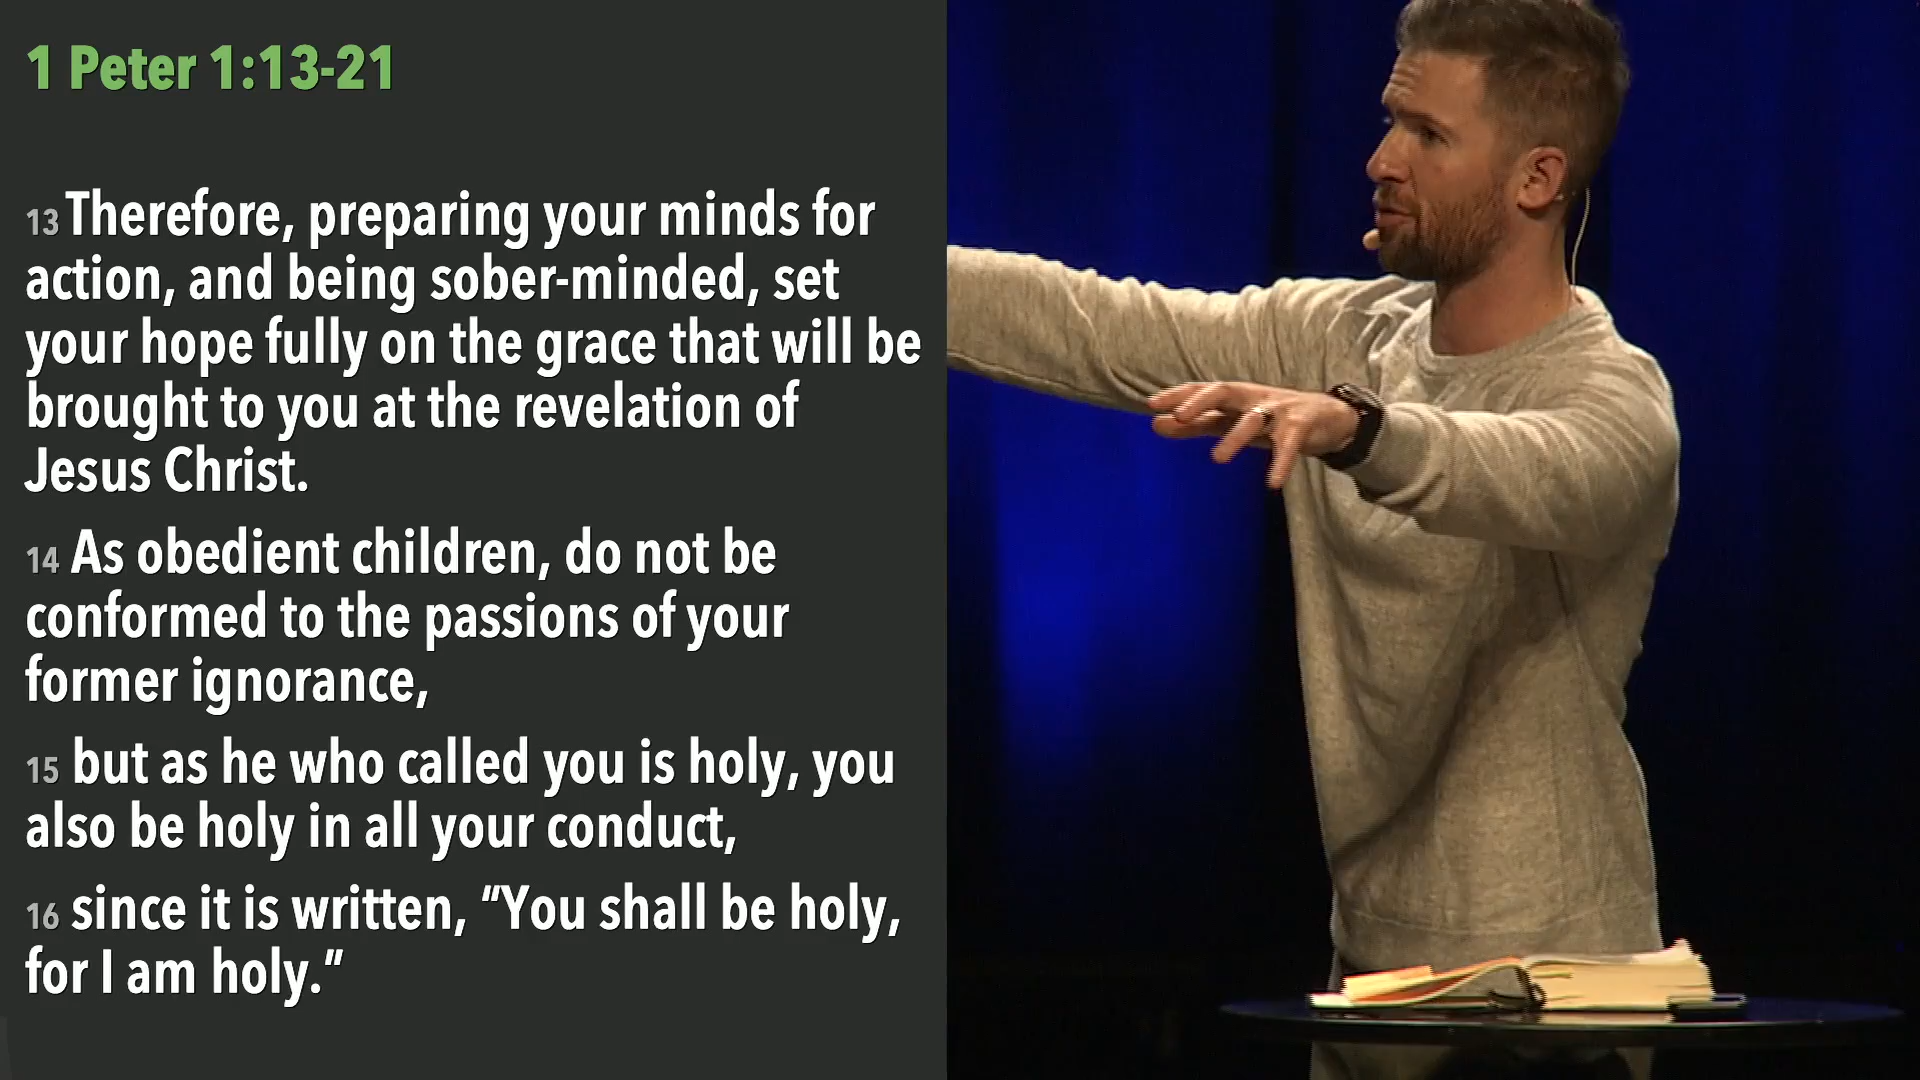 1 Peter 1:13-21
13 Therefore, preparing your minds for
action, and being sober-minded, set
your hope fully on the grace that will be
brought to you at the revelation of
Jesus Christ.
14 As obedient children, do not be
conformed to the passions of your
former ignorance,
15 but as he who called you is holy, you
also be holy in all your conduct,
16 since it is written, “You shall be holy,
for I am holy.”